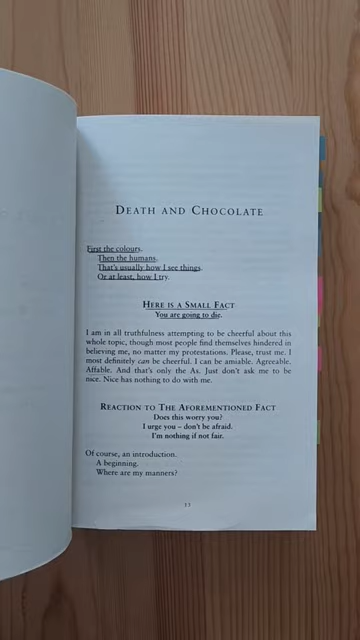 DEATH AND CHOCOLATE
First the colours.
Then the humans.
That's usually how I see things.
Or at least, how I try.
HERE IS A SMALL FACT
You are going to die.
I am in all truthfulness attempting to be cheerful about this
whole topic, though most people find themselves hindered in
believing me, no matter my protestations. Please, trust me. I
most definitely can be cheerful. I can be amiable. Agreeable.
Affable. And that's only the As. Just don't ask me to be
nice. Nice has nothing to do with me.
REACTION TO THE AFOREMENTIONED FACT
Does this worry you?
I urge you – don't be afraid.
I'm nothing if not fair.
Of course, an introduction.
A beginning.
Where are my manners?